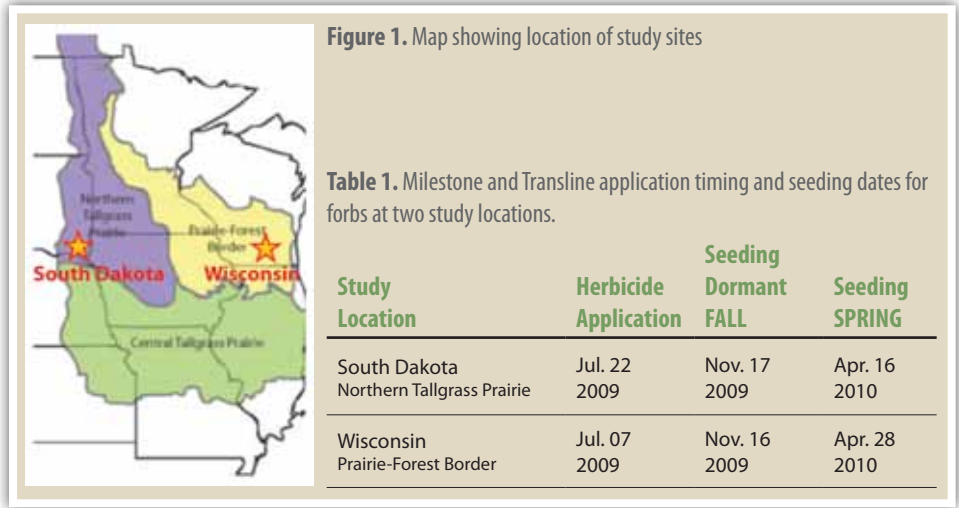 Figure 1. Map showing location of study sites
Northern
Tallgrass
Prairie
Prairie-Forest
Border
South Dakota
Wisconsin
Central Tallgrass Prairie
Table 1. Milestone and Transline application timing and seeding dates for
forbs at two study locations.
Study Location
Herbicide Application
Seeding Dormant FALL
Seeding SPRING
South Dakota Jul. 22 Nov. 17 Apr. 16
Northern Tallgrass Prairie 2009 2009 2010
Wisconsin Jul. 07 Nov. 16 Apr. 28
Prairie-Forest Border 2009 2009 2010